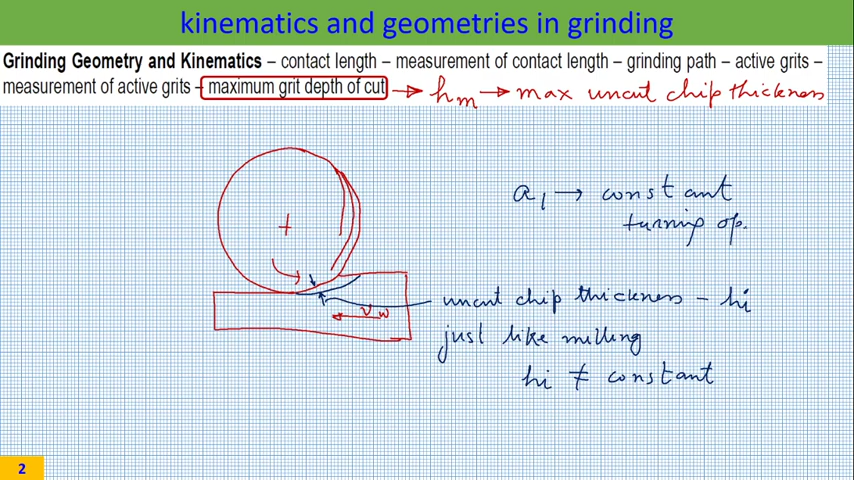 kinematics and geometries in grinding
Grinding Geometry and Kinematics – contact length – measurement of contact length – grinding path – active grits –
measurement of active grits – maximum grit depth of cut → hm → max uncut chip thickness
a1 → constant
turning op.
uncut chip thickness – hi
Vw
just like milling
hi ≠ constant
2